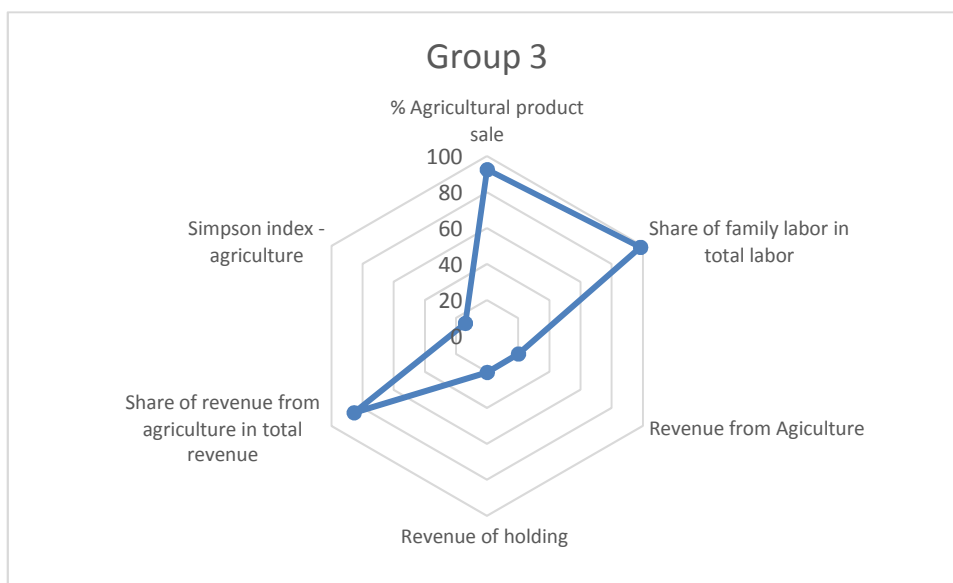 Group 3
% Agricultural product
sale
100
80
60
40
20
0
Share of family labor in
total labor
Revenue from Agiculture
Revenue of holding
Share of revenue from
agriculture in total
revenue
Simpson index -
agriculture